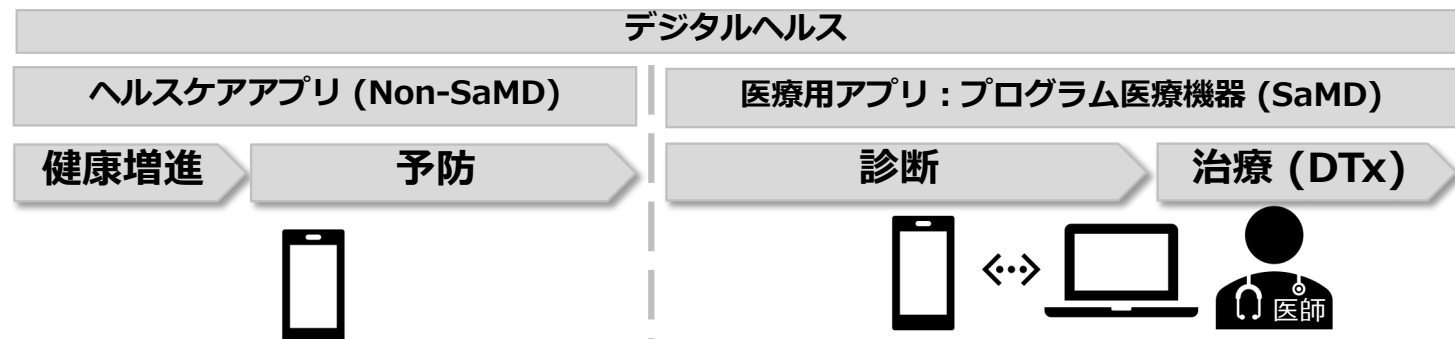 デジタルヘルス
ヘルスケアアプリ (Non-SaMD)
医療用アプリ：プログラム医療機器 (SaMD)
健康増進
予防
診断
治療 (DTx)
医師